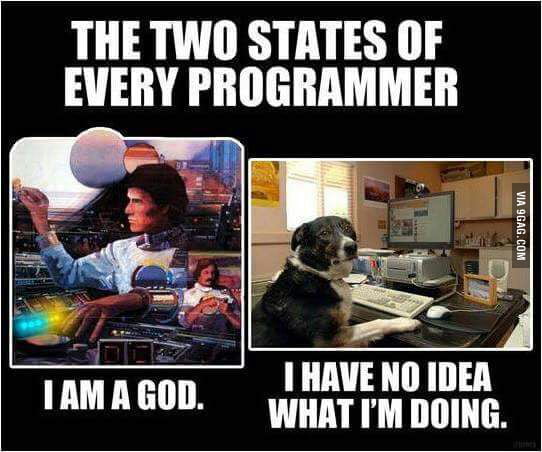 THE TWO STATES OF
EVERY PROGRAMMER
VIA 9GAG.COM
I AM A GOD.
I HAVE NO IDEA
WHAT I'M DOING.